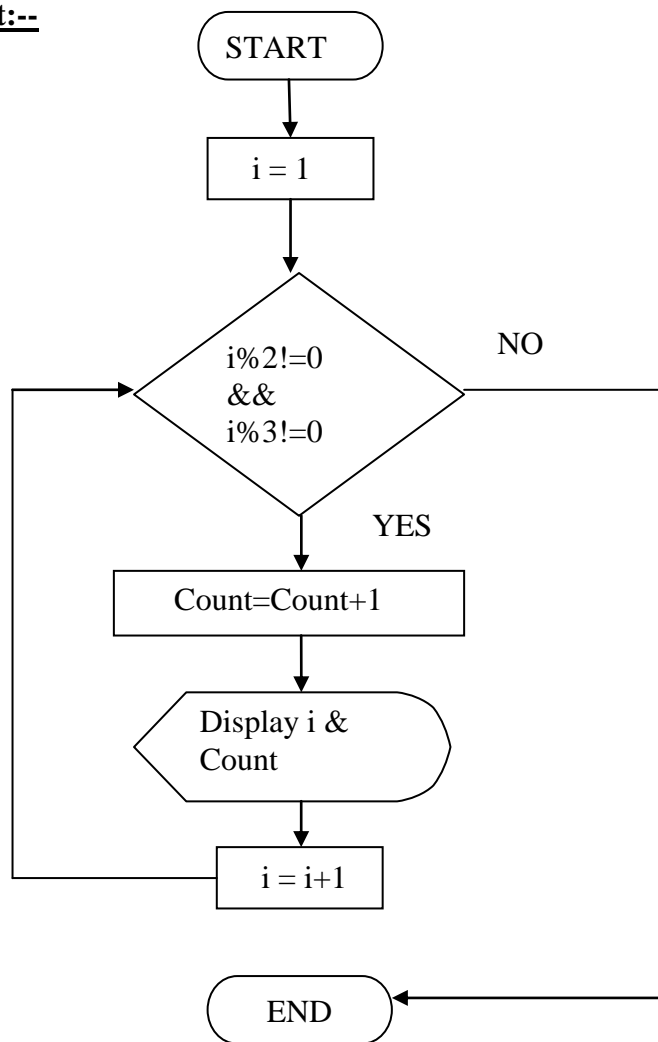 t:--
START
i = 1
i%2!=0
&&
i%3!=0
NO
YES
Count=Count+1
Display i &
Count
i = i+1
END